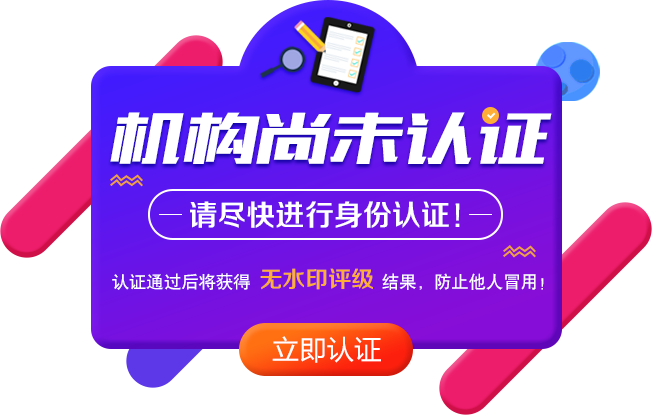 机构尚未认证
请尽快进行身份认证!
认证通过后将获得 无水印评级 结果，防止他人冒用!
立即认证